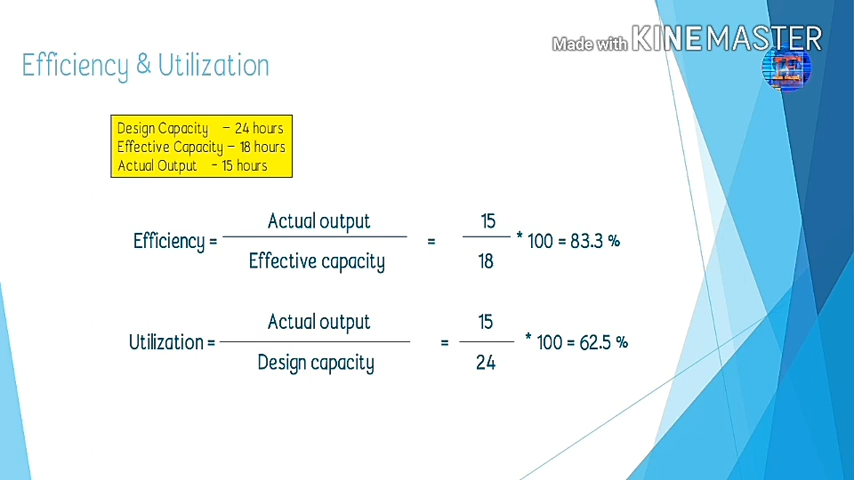 Made with KINEMASTER
Efficiency & Utilization
Design Capacity – 24 hours
Effective Capacity – 18 hours
Actual Output - 15 hours
Efficiency = Actual output / Effective capacity = 15 / 18 * 100 = 83.3 %
Utilization = Actual output / Design capacity = 15 / 24 * 100 = 62.5 %